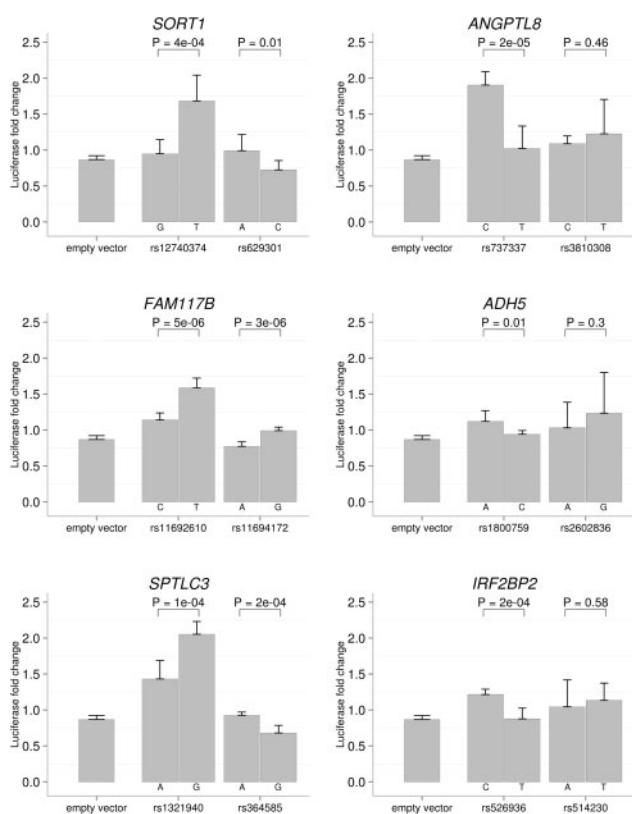 SORT1
P = 4e-04 P = 0.01
Luciferase fold change
2.5
2.0
1.5
1.0
0.5
0.0
G T A C
empty vector rs12740374 rs629301
ANGPTL8
P = 2e-05 P = 0.46
Luciferase fold change
2.5
2.0
1.5
1.0
0.5
0.0
C T C T
empty vector rs737337 rs3810308
FAM117B
P = 5e-06 P = 3e-06
Luciferase fold change
2.5
2.0
1.5
1.0
0.5
0.0
C T A G
empty vector rs11692610 rs11694172
ADH5
P = 0.01 P = 0.3
Luciferase fold change
2.5
2.0
1.5
1.0
0.5
0.0
A C A G
empty vector rs1800759 rs2602836
SPTLC3
P = 1e-04 P = 2e-04
Luciferase fold change
2.5
2.0
1.5
1.0
0.5
0.0
A G A G
empty vector rs1321940 rs364585
IRF2BP2
P = 2e-04 P = 0.58
Luciferase fold change
2.5
2.0
1.5
1.0
0.5
0.0
C T A T
empty vector rs526936 rs514230